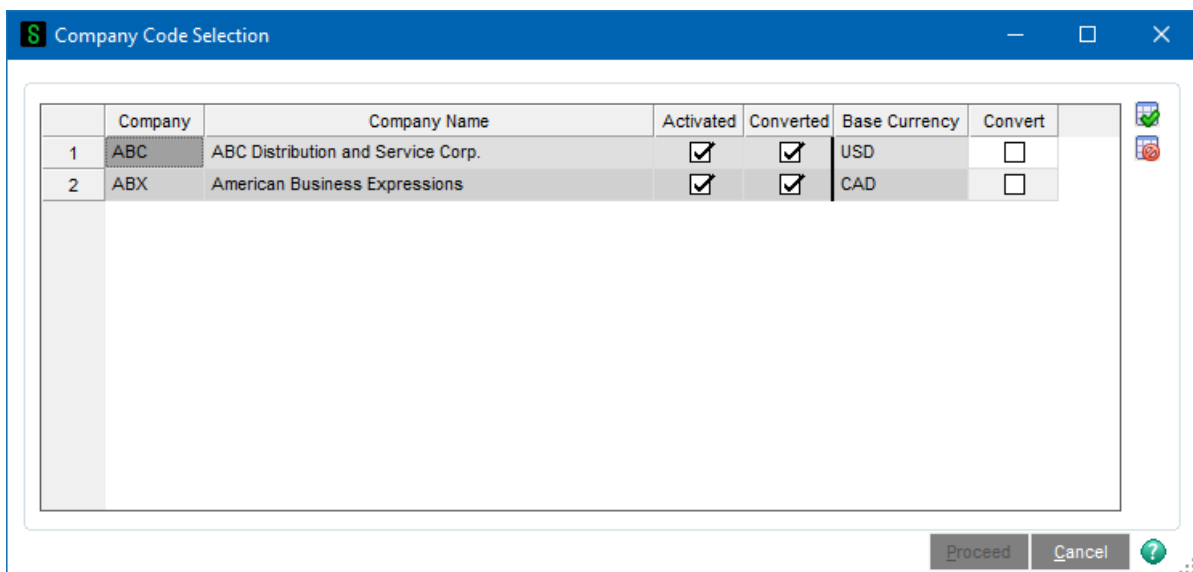 S Company Code Selection
Company Company Name Activated Converted Base Currency Convert
1 ABC ABC Distribution and Service Corp. USD
2 ABX American Business Expressions CAD
Proceed Cancel ?